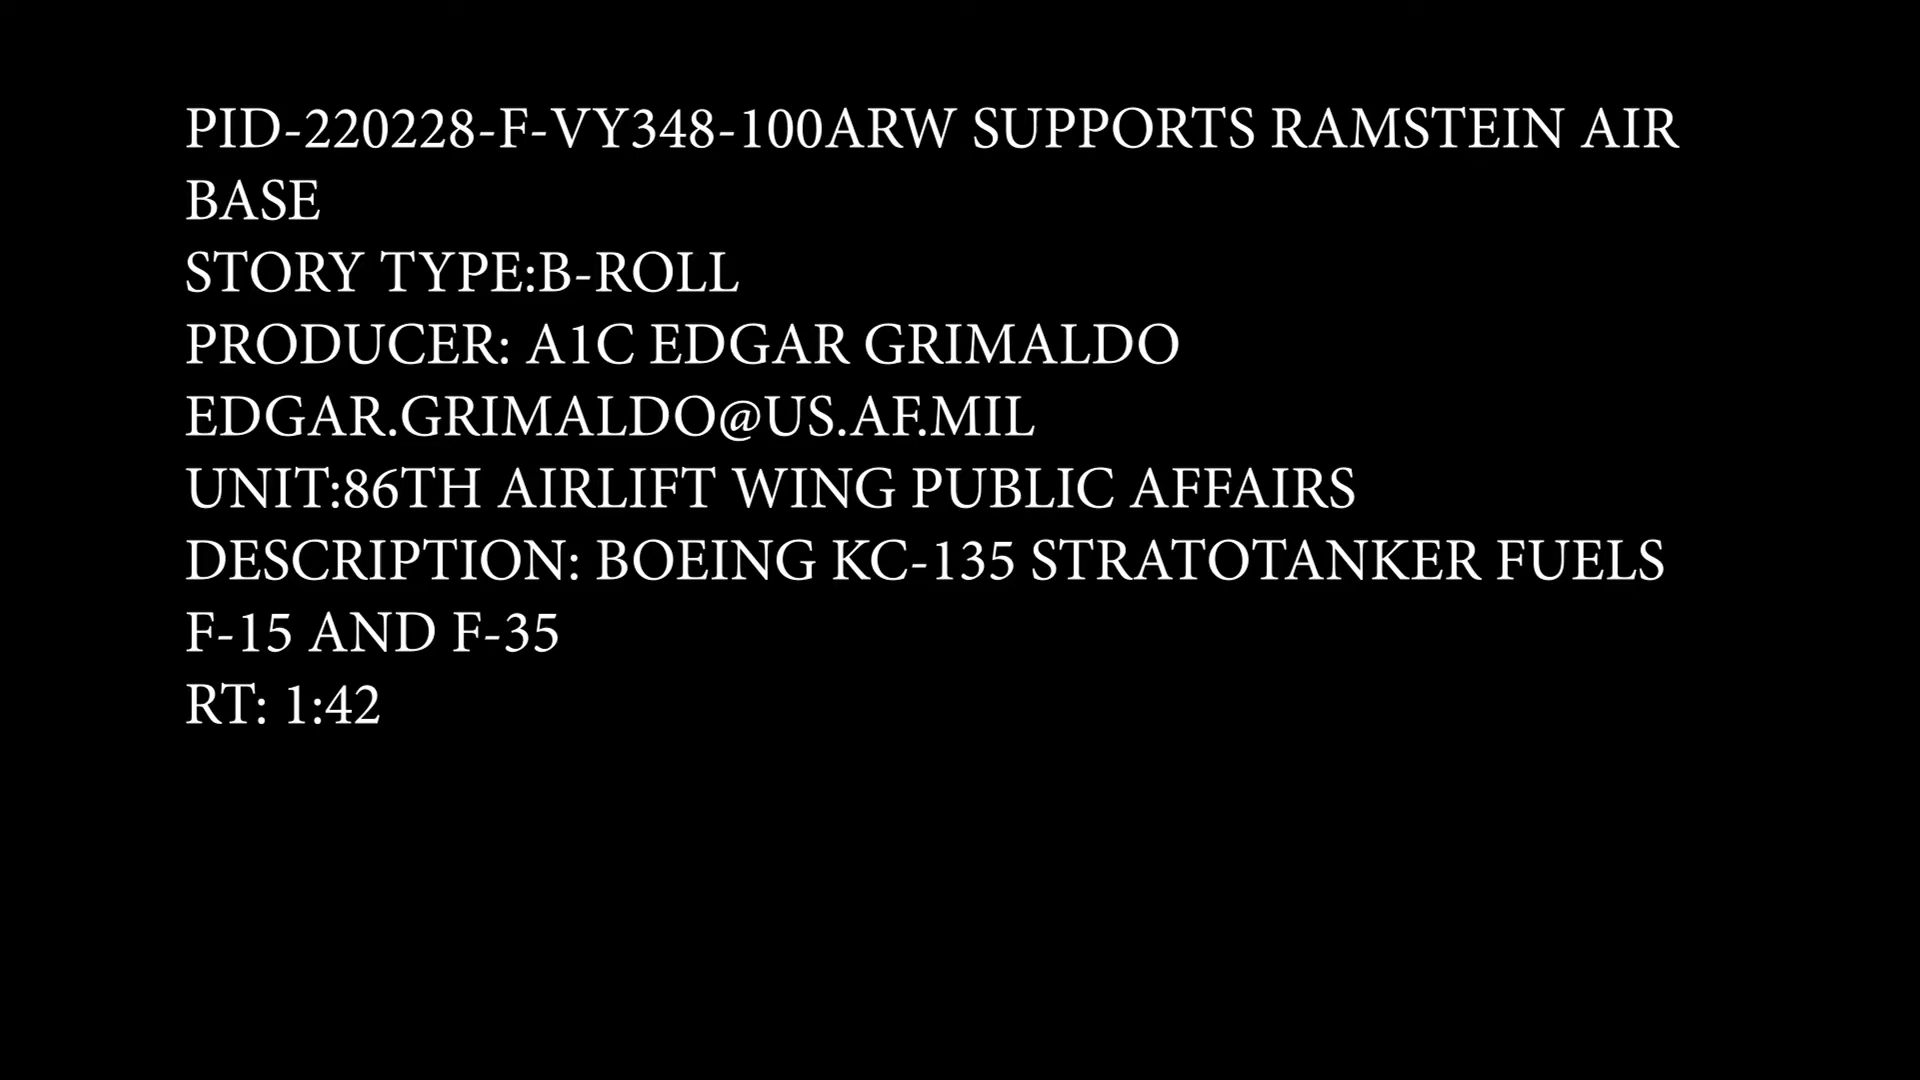 PID-220228-F-VY348-100ARW SUPPORTS RAMSTEIN AIR
BASE
STORY TYPE:B-ROLL
PRODUCER: A1C EDGAR GRIMALDO
EDGAR.GRIMALDO@US.AF.MIL
UNIT:86TH AIRLIFT WING PUBLIC AFFAIRS
DESCRIPTION: BOEING KC-135 STRATOTANKER FUELS
F-15 AND F-35
RT: 1:42